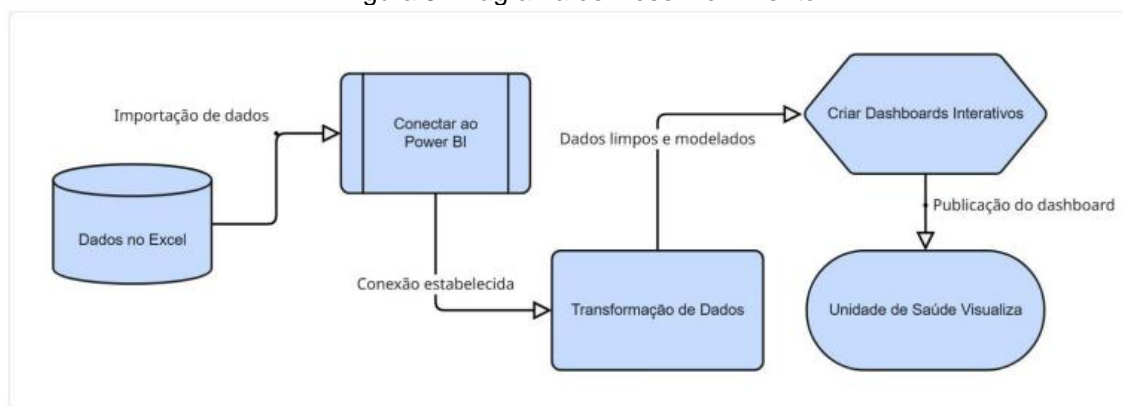 Importação de dados
Dados no Excel
Conectar ao
Power BI
Conexão estabelecida
Transformação de Dados
Dados limpos e modelados
Criar Dashboards Interativos
Publicação do dashboard
Unidade de Saúde Visualiza